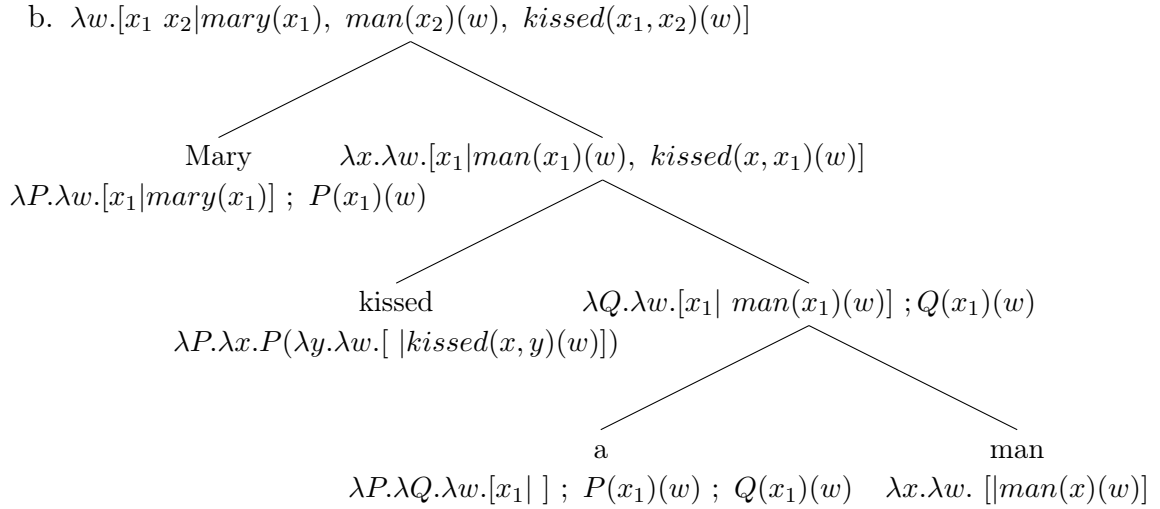 b. λw.[x₁ x₂|mary(x₁), man(x₂)(w), kissed(x₁, x₂)(w)]
Mary λx.λw.[x₁|man(x₁)(w), kissed(x, x₁)(w)]
λP.λw.[x₁|mary(x₁)] ; P(x₁)(w)
kissed λQ.λw.[x₁| man(x₁)(w)] ; Q(x₁)(w)
λP.λx.P(λy.λw.[ |kissed(x, y)(w)])
a man
λP.λQ.λw.[x₁| ] ; P(x₁)(w) ; Q(x₁)(w) λx.λw. [|man(x)(w)]